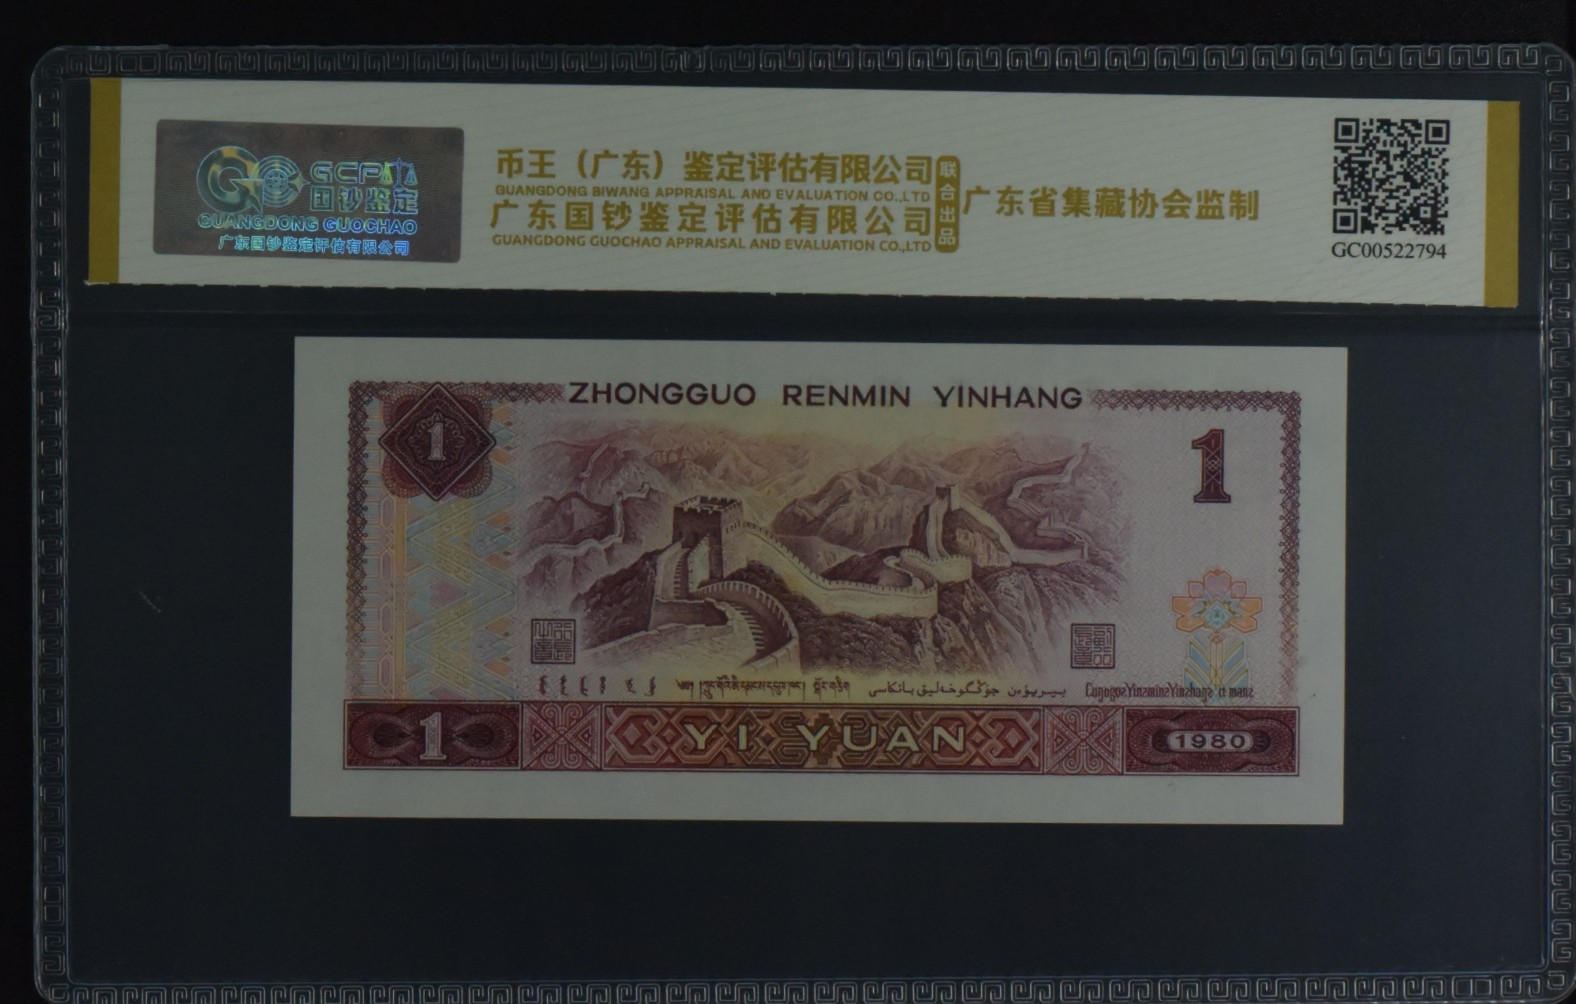 GCP
国钞鉴定
GUANGDONG GUOCHAO
广东国钞鉴定评估有限公司
币王（广东）鉴定评估有限公司
GUANGDONG BIWANG APPRAISAL AND EVALUATION CO.,LTD
广东国钞鉴定评估有限公司
GUANGDONG GUOCHAO APPRAISAL AND EVALUATION CO.,LTD
联合出品
广东省集藏协会监制
GC00522794
ZHONGGUO RENMIN YINHANG
1
1
1
YI YUAN
1980